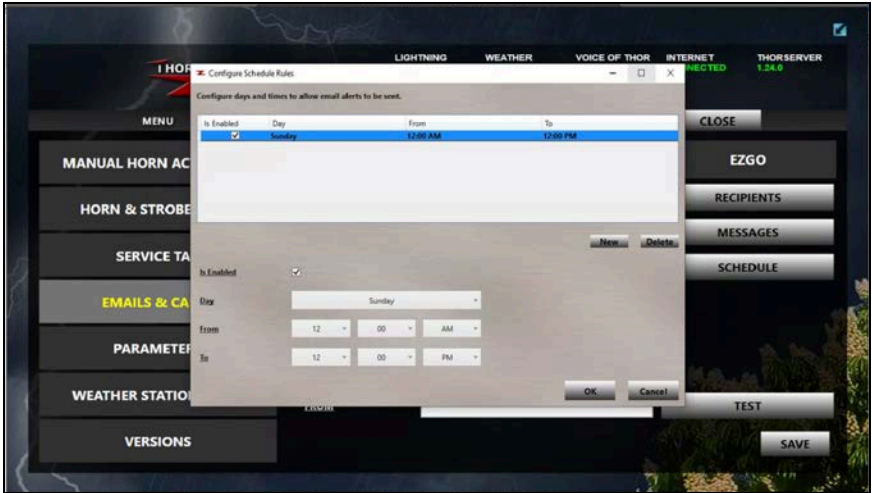 LIGHTNING WEATHER VOICE OF THOR INTERNET THORSERVER
THOR NECTED 1.24.0
Configure Schedule Rules
Configure days and times to allow email alerts to be sent.
MENU CLOSE
Is Enabled Day From To
Sunday 12:00 AM 12:00 PM
MANUAL HORN AC EZGO
RECIPIENTS
HORN & STROBE
MESSAGES
New Delete
SERVICE TA SCHEDULE
Is Enabled
EMAILS & CA
Day Sunday
From 12 00 AM
PARAMETER
To 12 00 PM
WEATHER STATIO OK Cancel
TEST
VERSIONS SAVE